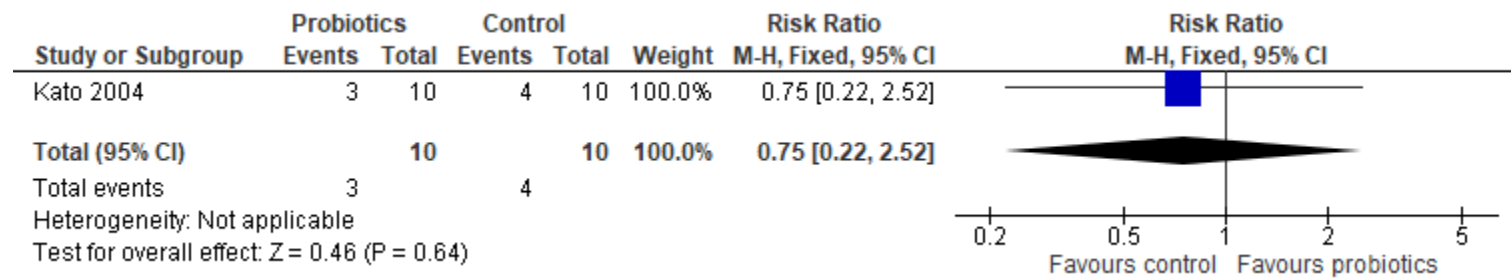 Probiotics Control Risk Ratio Risk Ratio
Study or Subgroup Events Total Events Total Weight M-H, Fixed, 95% CI M-H, Fixed, 95% CI
Kato 2004 3 10 4 10 100.0% 0.75 [0.22, 2.52]
Total (95% CI) 10 10 100.0% 0.75 [0.22, 2.52]
Total events 3 4
Heterogeneity: Not applicable
Test for overall effect: Z = 0.46 (P = 0.64)
0.2 0.5 1 2 5
Favours control Favours probiotics